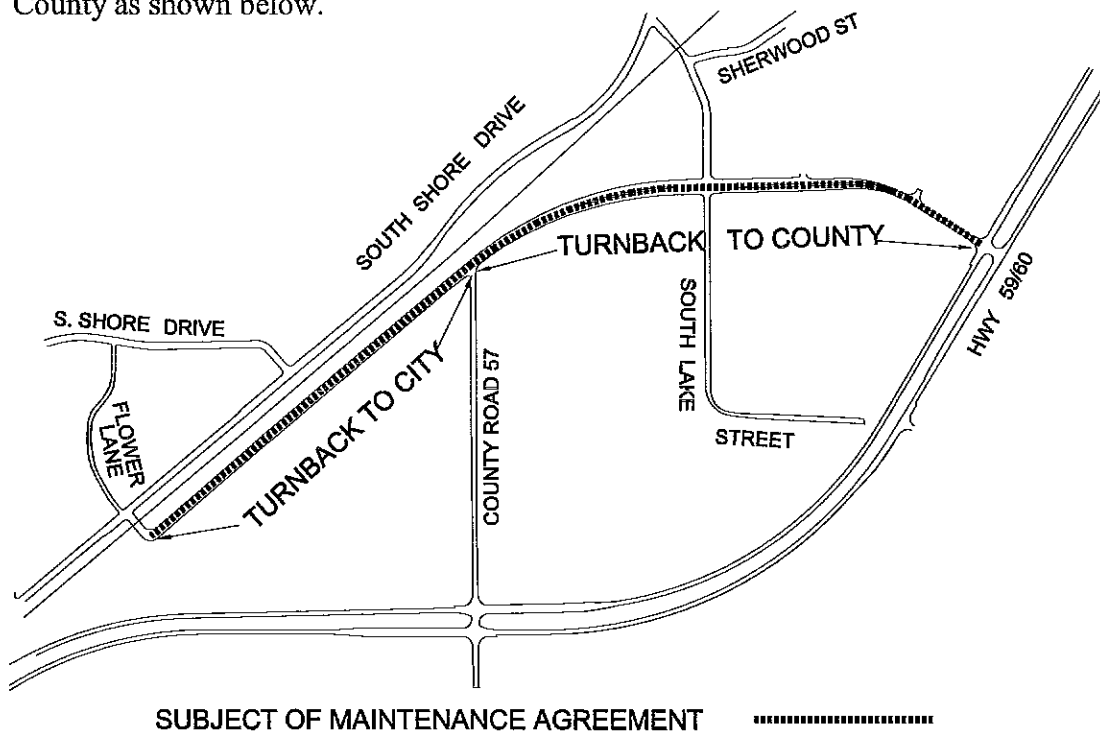 County as shown below.
SHERWOOD ST
SOUTH SHORE DRIVE
TURNBACK TO COUNTY
HWY 59/60
S. SHORE DRIVE
FLOWER
LANE
TURNBACK TO CITY
COUNTY ROAD 57
SOUTH LAKE
STREET
SUBJECT OF MAINTENANCE AGREEMENT